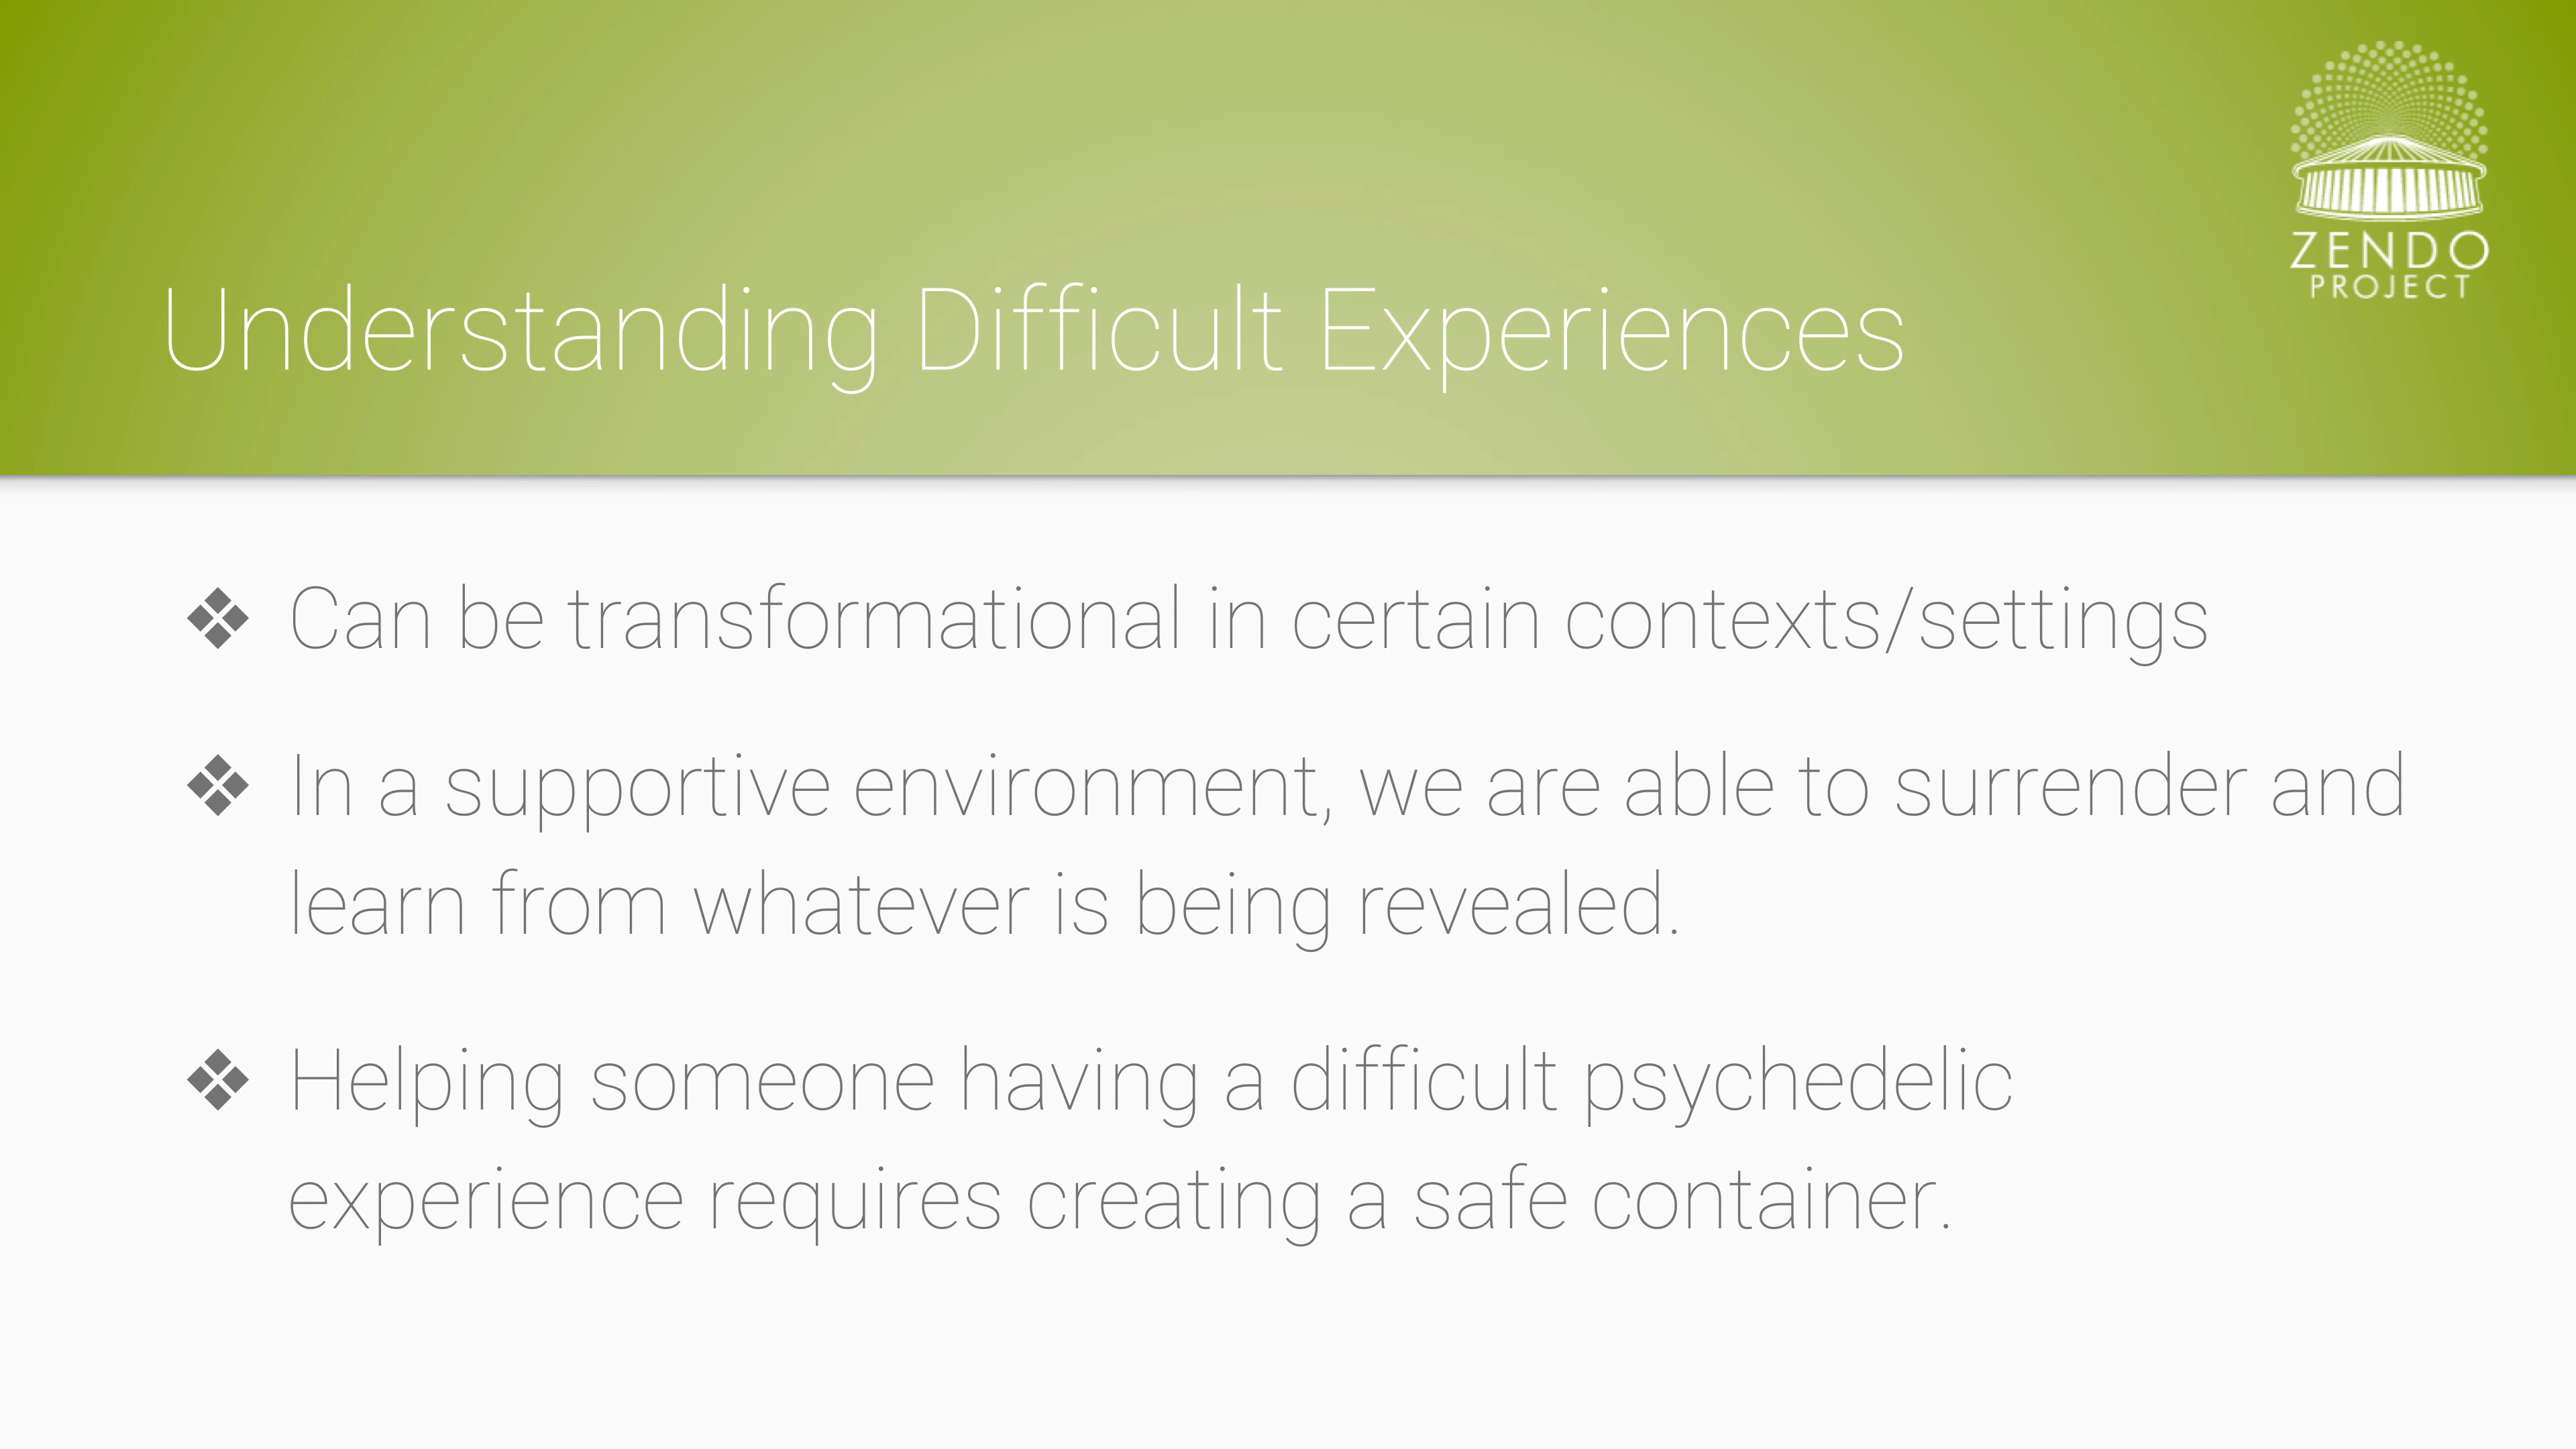 ZENDO
PROJECT
Understanding Difficult Experiences
❖ Can be transformational in certain contexts/settings
❖ In a supportive environment, we are able to surrender and
learn from whatever is being revealed.
❖ Helping someone having a difficult psychedelic
experience requires creating a safe container.